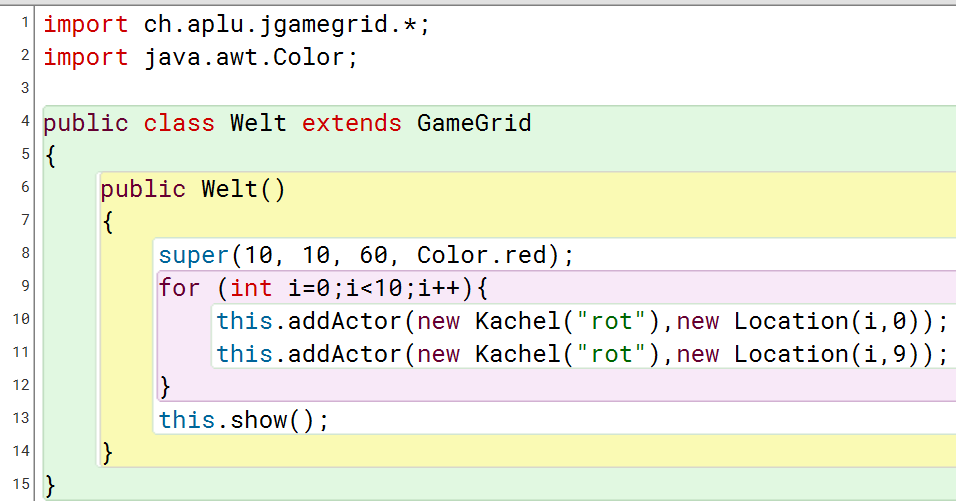 1 import ch.aplu.jgamegrid.*;
2 import java.awt.Color;
3
4 public class Welt extends GameGrid
5 {
6 public Welt()
7 {
8 super(10, 10, 60, Color.red);
9 for (int i=0;i<10;i++){
10 this.addActor(new Kachel("rot"),new Location(i,0));
11 this.addActor(new Kachel("rot"),new Location(i,9));
12 }
13 this.show();
14 }
15 }